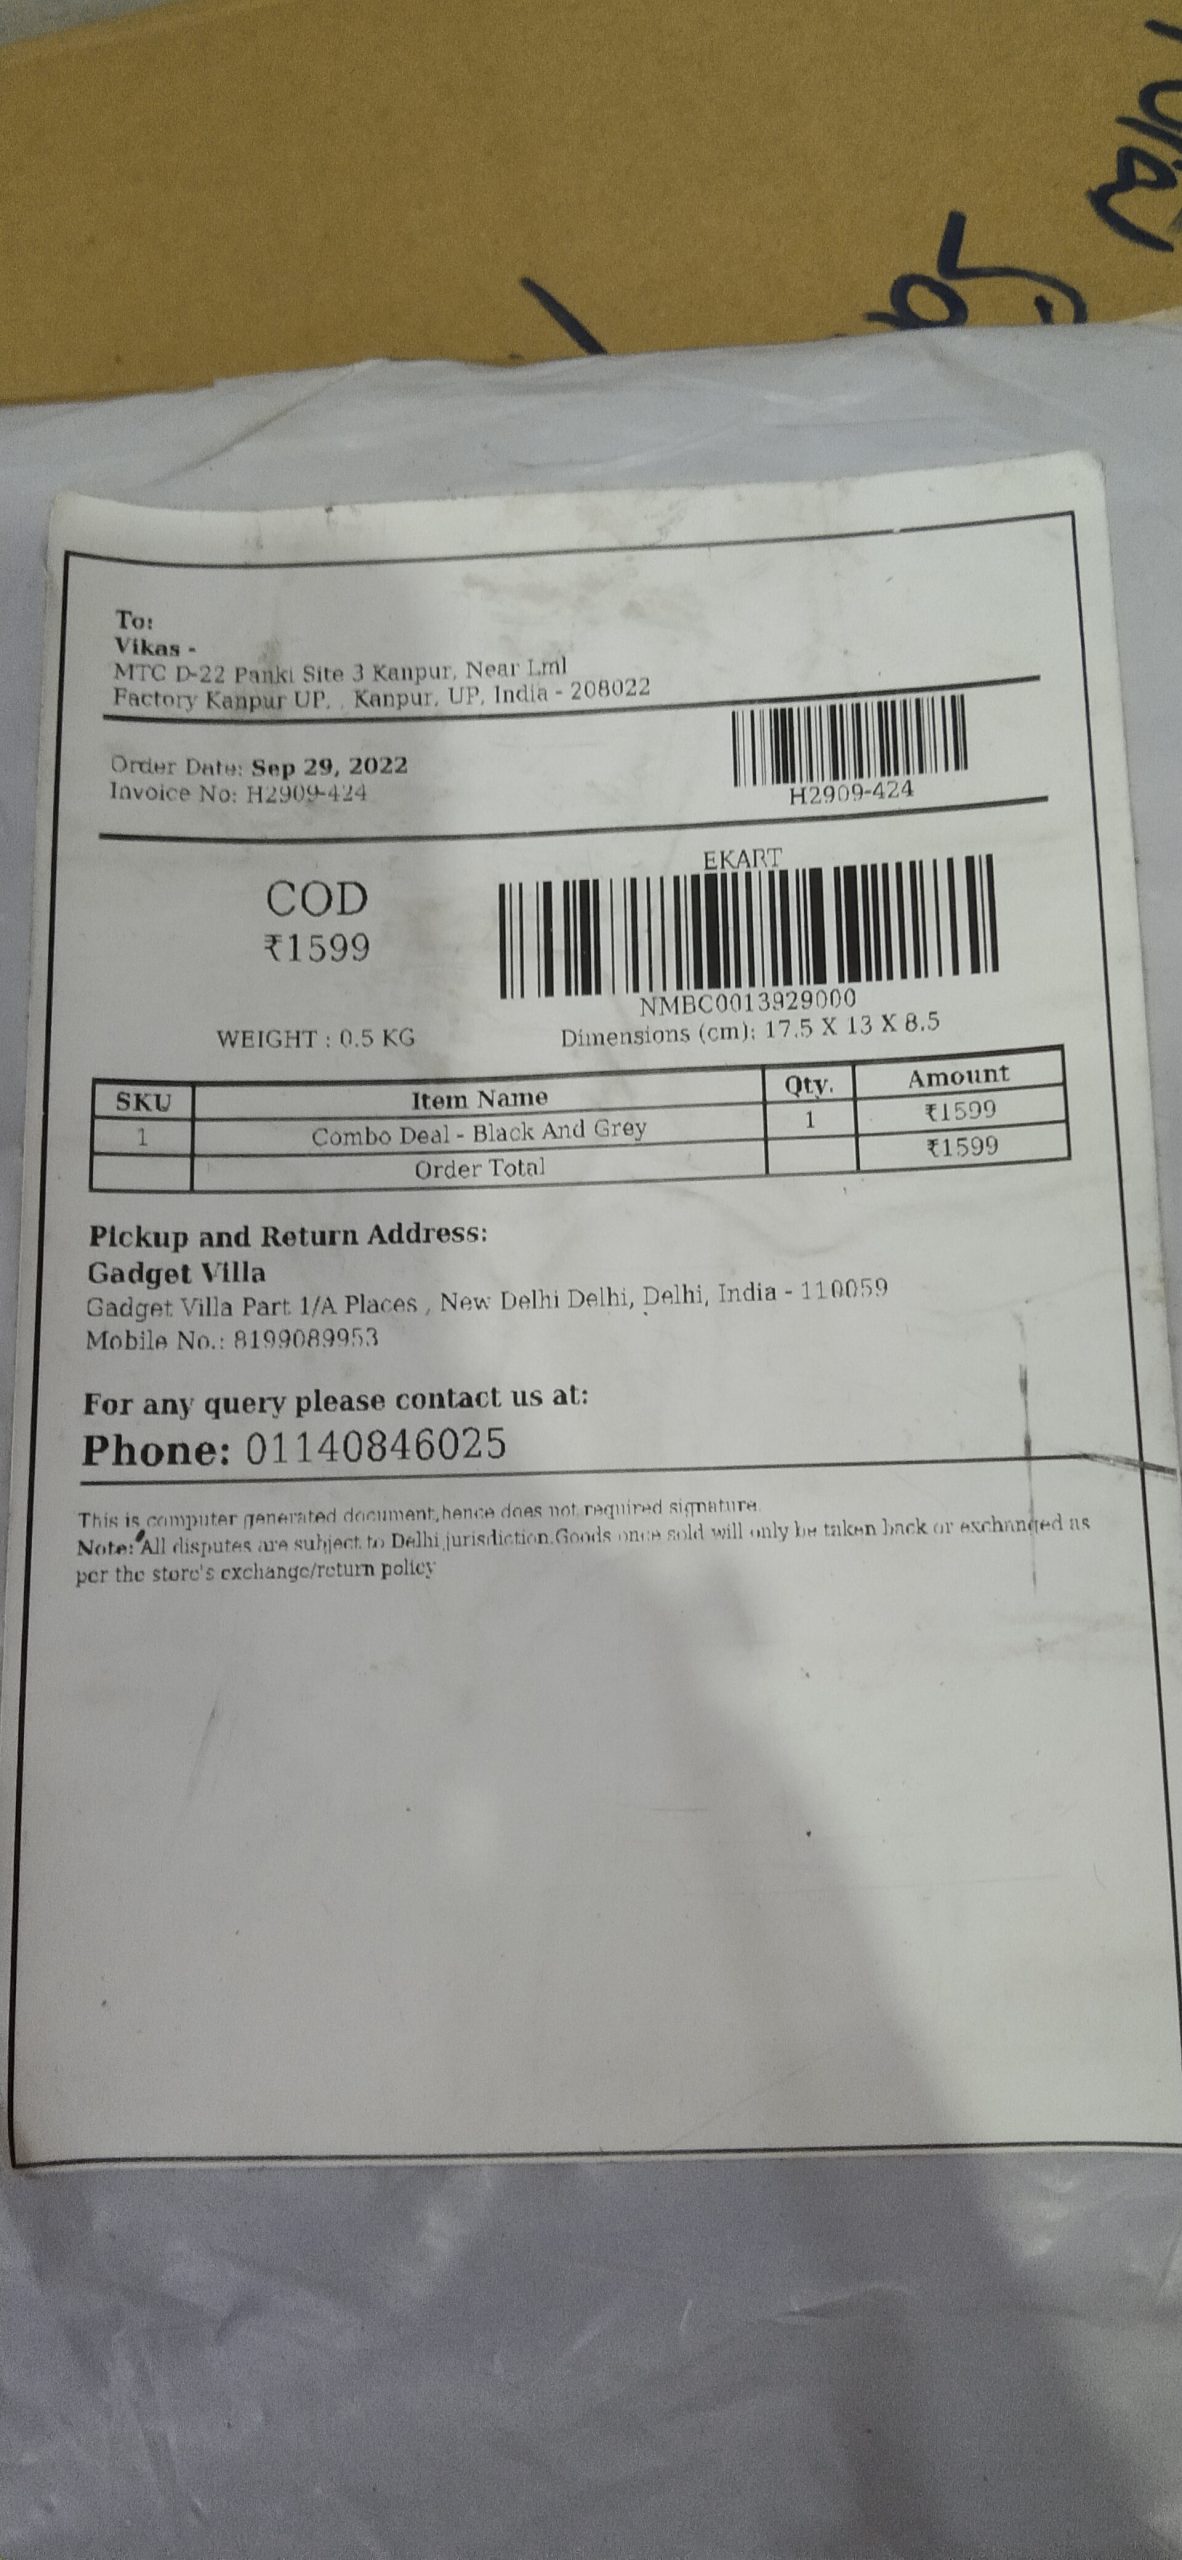 To:
Vikas -
MTC D-22 Panki Site 3 Kanpur, Near Lml
Factory Kanpur UP, , Kanpur, UP, India - 208022
Order Date: Sep 29, 2022
Invoice No: H2909-424
H2909-424
EKART
COD
₹1599
NMBC0013929000
WEIGHT : 0.5 KG
Dimensions (cm): 17.5 X 13 X 8.5
SKU Item Name Qty. Amount
1 Combo Deal - Black And Grey 1 ₹1599
Order Total ₹1599
Pickup and Return Address:
Gadget Villa
Gadget Villa Part 1/A Places , New Delhi Delhi, Delhi, India - 110059
Mobile No.: 8199089953
For any query please contact us at:
Phone: 01140846025
This is computer generated document,hence does not required signature.
Note: All disputes are subject to Delhi jurisdiction.Goods once sold will only be taken back or exchanged as
per the store's exchange/return policy